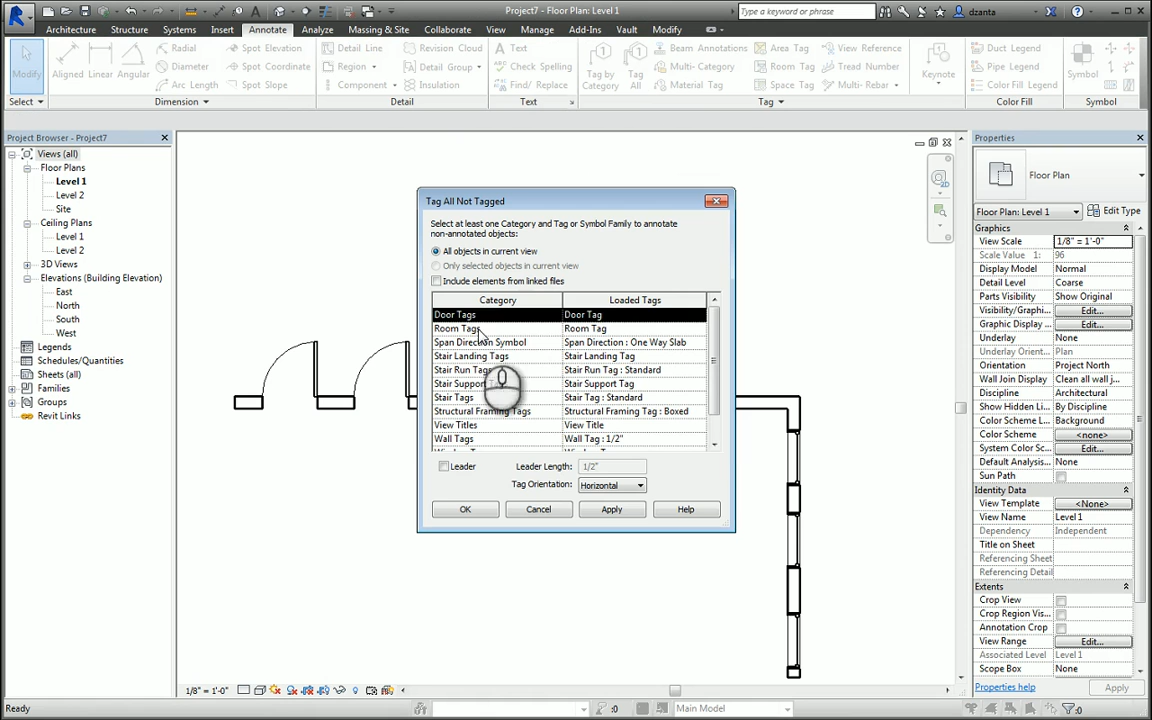 Project7 - Floor Plan: Level 1
Type a keyword or phrase
dzanta
Architecture Structure Systems Insert Annotate Analyze Massing & Site Collaborate View Manage Add-Ins Vault Modify
Modify
Aligned Linear Angular
Radial
Diameter
Arc Length
Spot Elevation
Spot Coordinate
Spot Slope
Detail Line
Region
Component
Revision Cloud
Detail Group
Insulation
Text
Check Spelling
Find/ Replace
Tag by Category
Tag All
Beam Annotations
Multi- Category
Material Tag
Area Tag
Room Tag
Space Tag
View Reference
Tread Number
Multi- Rebar
Keynote
Duct Legend
Pipe Legend
Color Fill Legend
Symbol
Select Dimension Detail Text Tag Color Fill Symbol
Project Browser - Project7
Views (all)
Floor Plans
Level 1
Level 2
Site
Ceiling Plans
Level 1
Level 2
3D Views
Elevations (Building Elevation)
East
North
South
West
Legends
Schedules/Quantities
Sheets (all)
Families
Groups
Revit Links
Tag All Not Tagged
Select at least one Category and Tag or Symbol Family to annotate
non-annotated objects:
All objects in current view
Only selected objects in current view
Include elements from linked files
Category Loaded Tags
Door Tags Door Tag
Room Tags Room Tag
Span Direction Symbol Span Direction : One Way Slab
Stair Landing Tags Stair Landing Tag
Stair Run Tags Stair Run Tag : Standard
Stair Support Stair Support Tag
Stair Tags Stair Tag : Standard
Structural Framing Tags Structural Framing Tag : Boxed
View Titles View Title
Wall Tags Wall Tag : 1/2"
Leader Leader Length: 1/2"
Tag Orientation: Horizontal
OK Cancel Apply Help
Properties
Floor Plan
Floor Plan: Level 1 Edit Type
Graphics
View Scale 1/8" = 1'-0"
Scale Value 1: 96
Display Model Normal
Detail Level Coarse
Parts Visibility Show Original
Visibility/Graphi... Edit...
Graphic Display ... Edit...
Underlay None
Underlay Orient... Plan
Orientation Project North
Wall Join Display Clean all wall j...
Discipline Architectural
Show Hidden Li... By Discipline
Color Scheme L... Background
Color Scheme <none>
System Color Sc... Edit...
Default Analysis... None
Sun Path
Identity Data
View Template <None>
View Name Level 1
Dependency Independent
Title on Sheet
Referencing Sh...
Referencing Detail
Extents
Crop View
Crop Region Vis...
Annotation Crop
View Range Edit...
Associated Level Level 1
Scope Box None
Properties help Apply
1/8" = 1'-0"
Ready :0 Main Model :0